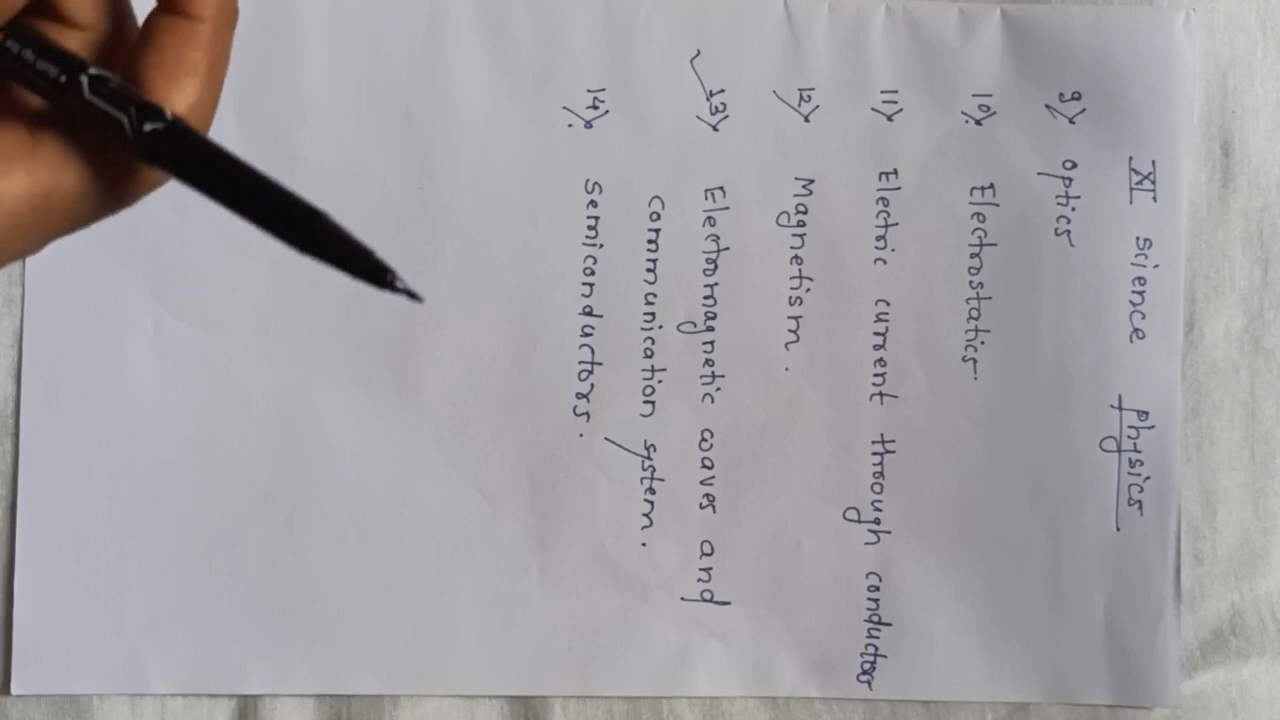 XI science physics
9) optics
10). Electrostatics.
11) Electric current through conductors
12) Magnetism.
13) Electromagnetic waves and
communication system.
14). semiconductors.